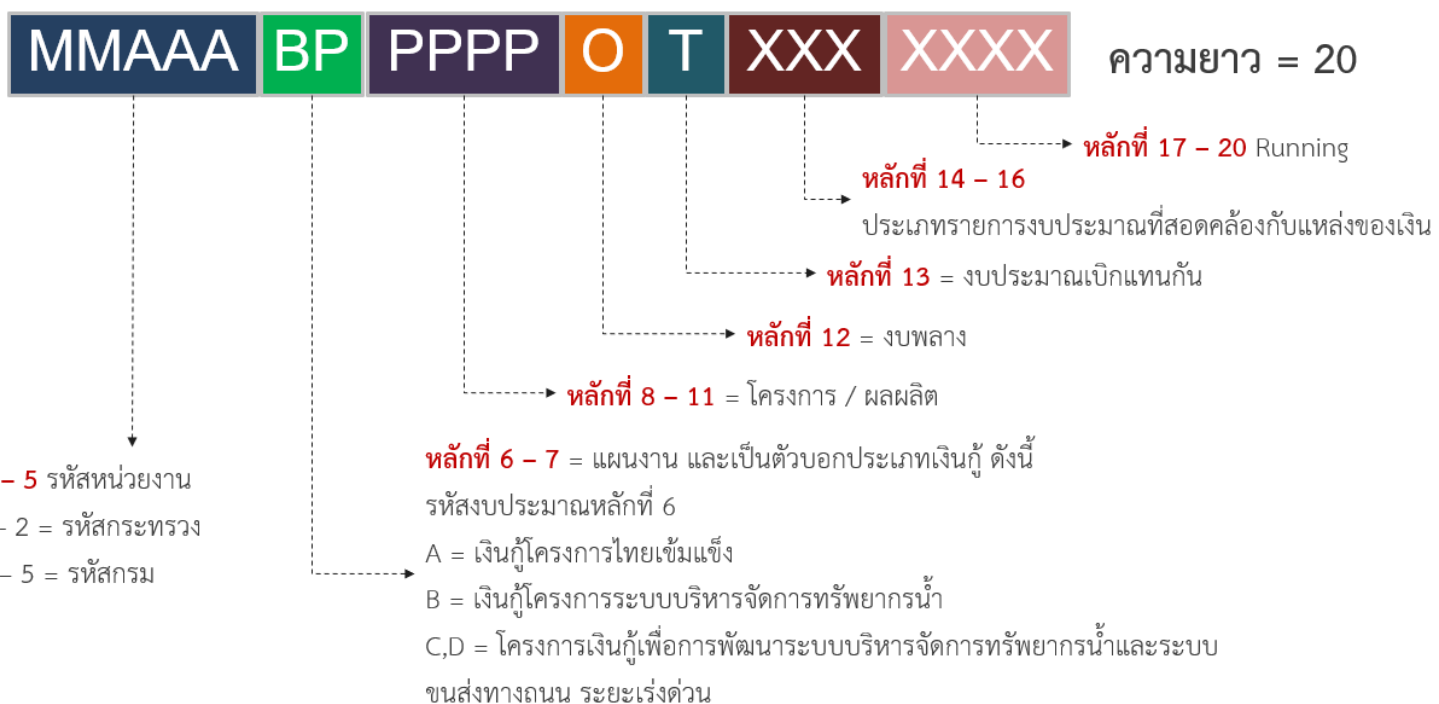 MMAAA BP PPPP O T XXX XXXX ความยาว = 20
หลักที่ 17 – 20 Running
หลักที่ 14 – 16
ประเภทรายการงบประมาณที่สอดคล้องกับแหล่งของเงิน
หลักที่ 13 = งบประมาณเบิกแทนกัน
หลักที่ 12 = งบพลาง
หลักที่ 8 – 11 = โครงการ / ผลผลิต
– 5 รหัสหน่วยงาน
– 2 = รหัสกระทรวง
– 5 = รหัสกรม
หลักที่ 6 – 7 = แผนงาน และเป็นตัวบอกประเภทเงินกู้ ดังนี้
รหัสงบประมาณหลักที่ 6
A = เงินกู้โครงการไทยเข้มแข็ง
B = เงินกู้โครงการระบบบริหารจัดการทรัพยากรน้ำ
C,D = โครงการเงินกู้เพื่อการพัฒนาระบบบริหารจัดการทรัพยากรน้ำและระบบ
ขนส่งทางถนน ระยะเร่งด่วน